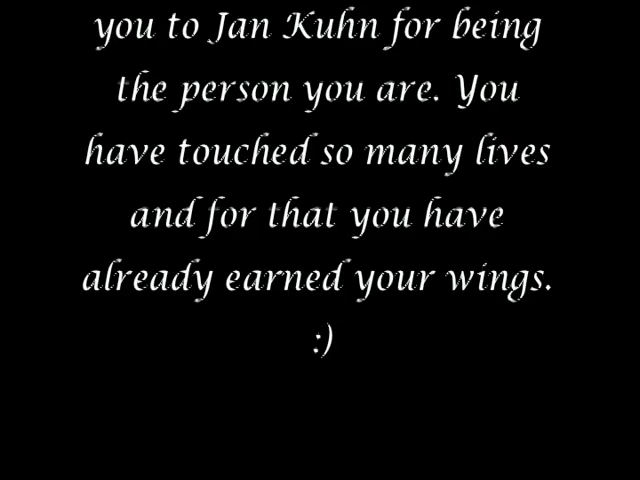 you to Jan Kuhn for being
the person you are. You
have touched so many lives
and for that you have
already earned your wings.
:)